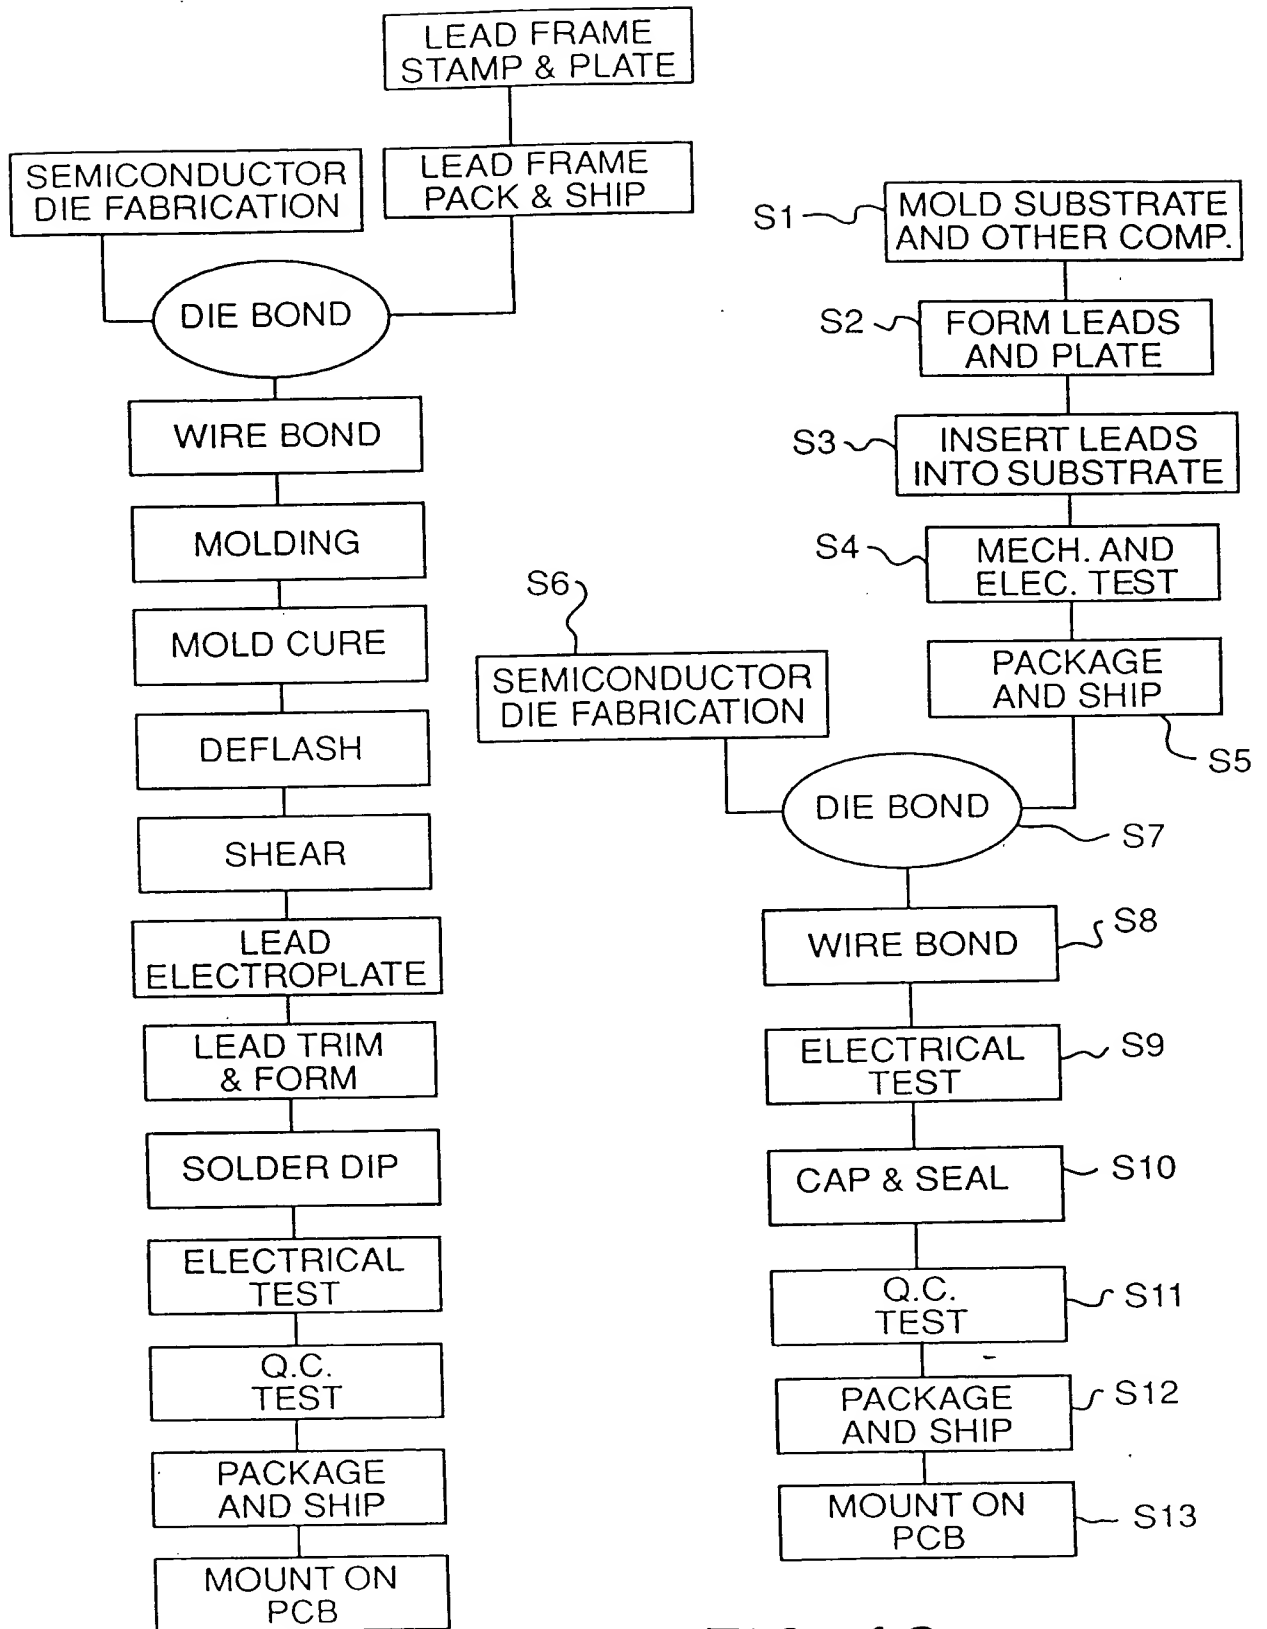 LEAD FRAME
STAMP & PLATE
LEAD FRAME
PACK & SHIP
SEMICONDUCTOR
DIE FABRICATION
DIE BOND
WIRE BOND
MOLDING
MOLD CURE
DEFLASH
SHEAR
LEAD
ELECTROPLATE
LEAD TRIM
& FORM
SOLDER DIP
ELECTRICAL
TEST
Q.C.
TEST
PACKAGE
AND SHIP
MOUNT ON
PCB
S1
MOLD SUBSTRATE
AND OTHER COMP.
S2
FORM LEADS
AND PLATE
S3
INSERT LEADS
INTO SUBSTRATE
S4
MECH. AND
ELEC. TEST
PACKAGE
AND SHIP
S5
S6
SEMICONDUCTOR
DIE FABRICATION
DIE BOND
S7
WIRE BOND
S8
ELECTRICAL
TEST
S9
CAP & SEAL
S10
Q.C.
TEST
S11
PACKAGE
AND SHIP
S12
MOUNT ON
PCB
S13